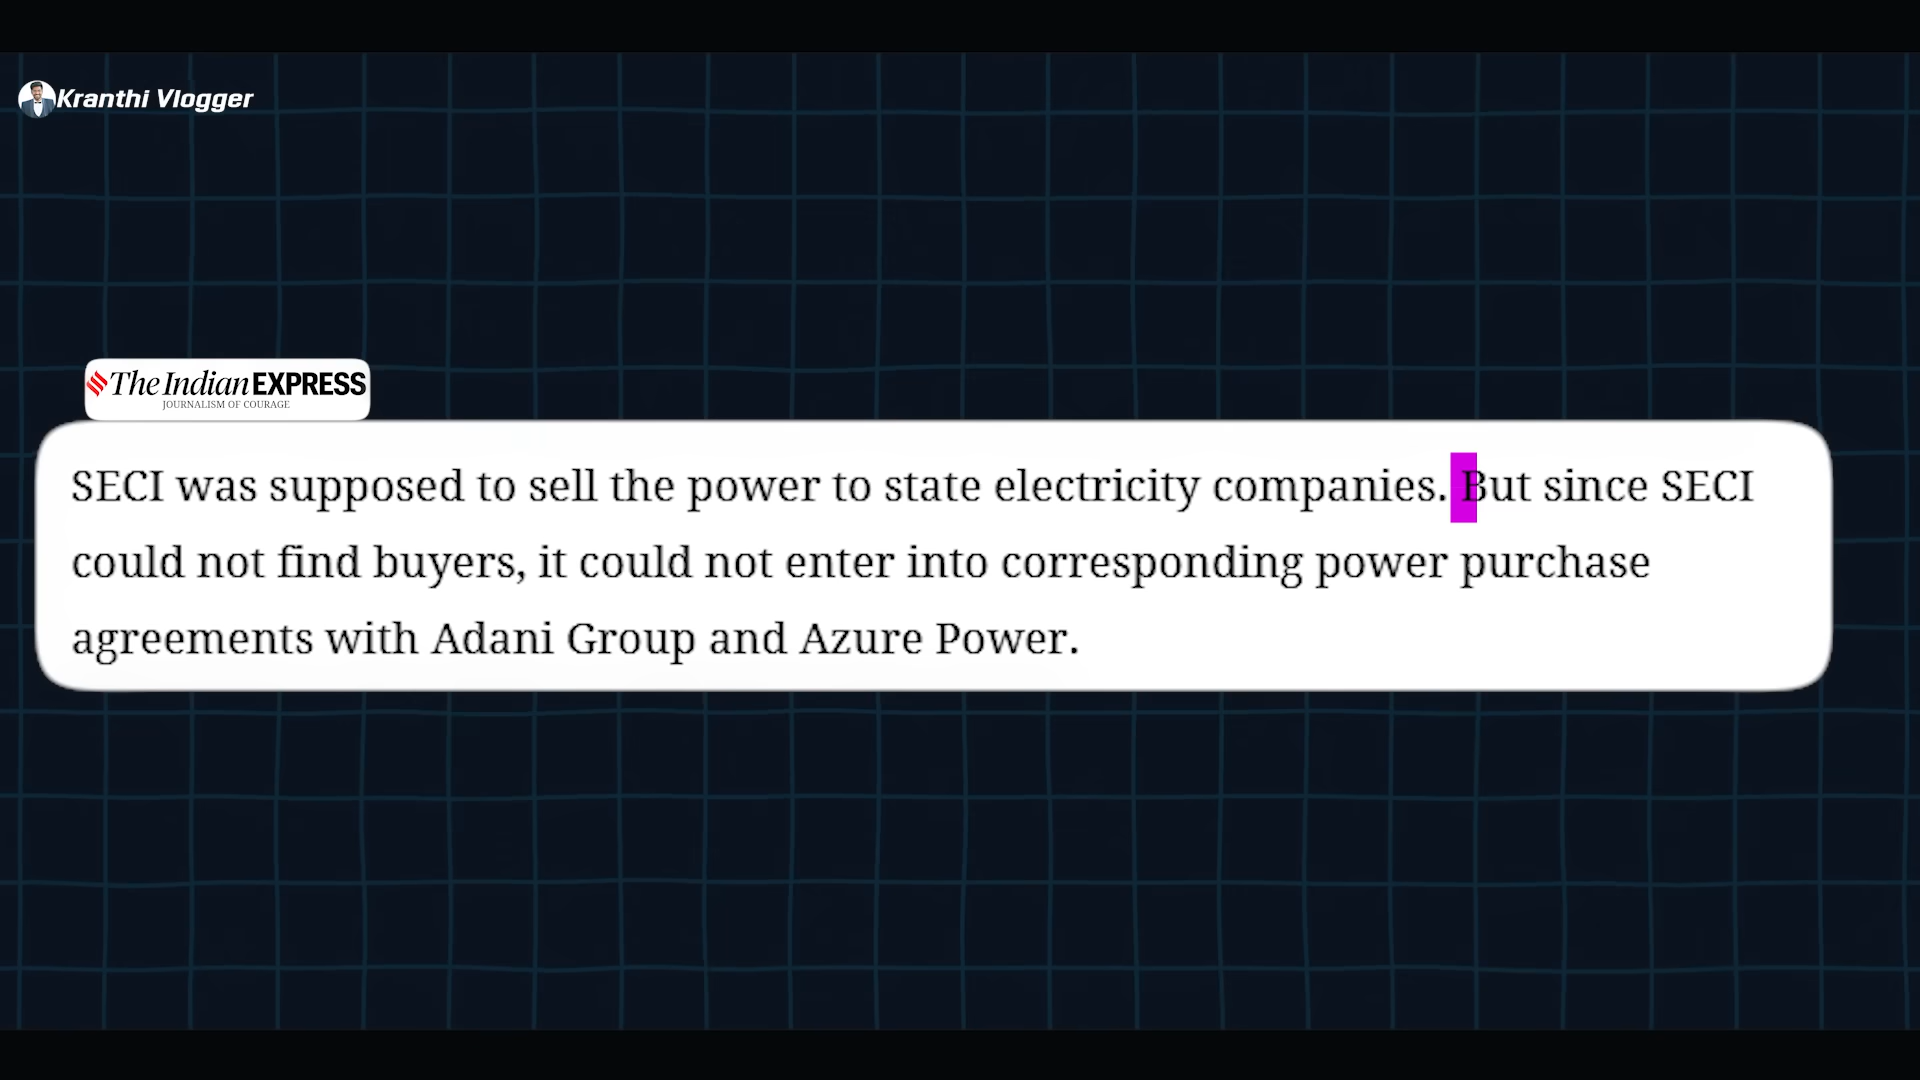 Kranthi Vlogger
The Indian EXPRESS
JOURNALISM OF COURAGE
SECI was supposed to sell the power to state electricity companies. But since SECI
could not find buyers, it could not enter into corresponding power purchase
agreements with Adani Group and Azure Power.